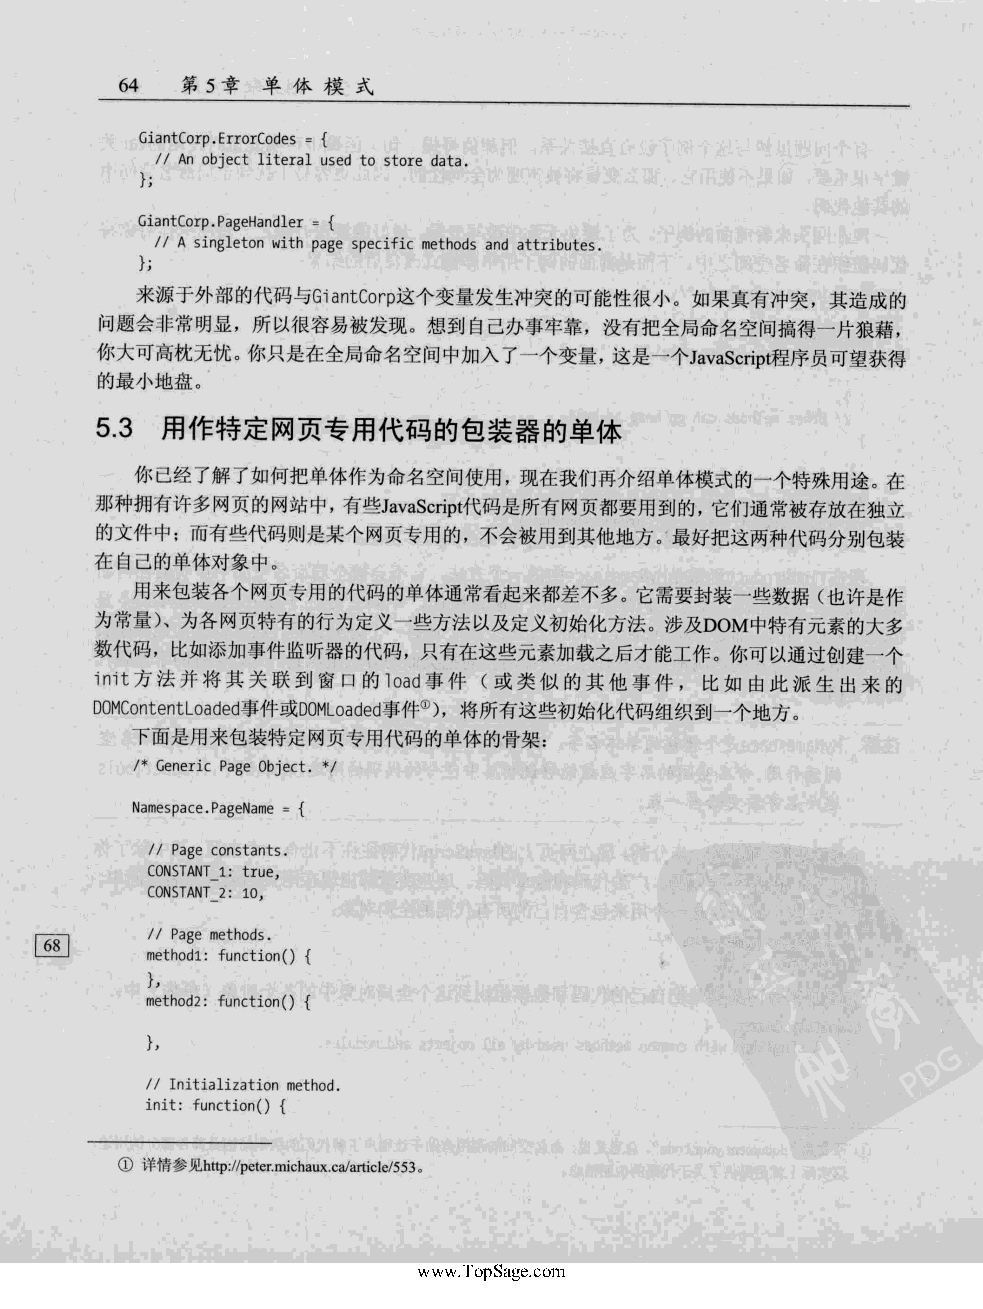 64 第5章 单体模式
GiantCorp.ErrorCodes = {
// An object literal used to store data.
};
GiantCorp.PageHandler = {
// A singleton with page specific methods and attributes.
};
来源于外部的代码与GiantCorp这个变量发生冲突的可能性很小。如果真有冲突，其造成的
问题会非常明显，所以很容易被发现。想到自己办事牢靠，没有把全局命名空间搞得一片狼藉，
你大可高枕无忧。你只是在全局命名空间中加入了一个变量，这是一个JavaScript程序员可望获得
的最小地盘。
5.3 用作特定网页专用代码的包装器的单体
你已经了解了如何把单体作为命名空间使用，现在我们再介绍单体模式的一个特殊用途。在
那种拥有许多网页的网站中，有些JavaScript代码是所有网页都要用到的，它们通常被存放在独立
的文件中；而有些代码则是某个网页专用的，不会被用到其他地方。最好把这两种代码分别包装
在自己的单体对象中。
用来包装各个网页专用的代码的单体通常看起来都差不多。它需要封装一些数据（也许是作
为常量）、为各网页特有的行为定义一些方法以及定义初始化方法。涉及DOM中特有元素的大多
数代码，比如添加事件监听器的代码，只有在这些元素加载之后才能工作。你可以通过创建一个
init方法并将其关联到窗口的load事件（或类似的其他事件，比如由此派生出来的
DOMContentLoaded事件或DOMLoaded事件①），将所有这些初始化代码组织到一个地方。
下面是用来包装特定网页专用代码的单体的骨架：
/* Generic Page Object. */
Namespace.PageName = {
// Page constants.
CONSTANT_1: true,
CONSTANT_2: 10,
// Page methods.
68
method1: function() {
},
method2: function() {
},
// Initialization method.
init: function() {
PDG
① 详情参见http://peter.michaux.ca/article/553。
www.TopSage.com